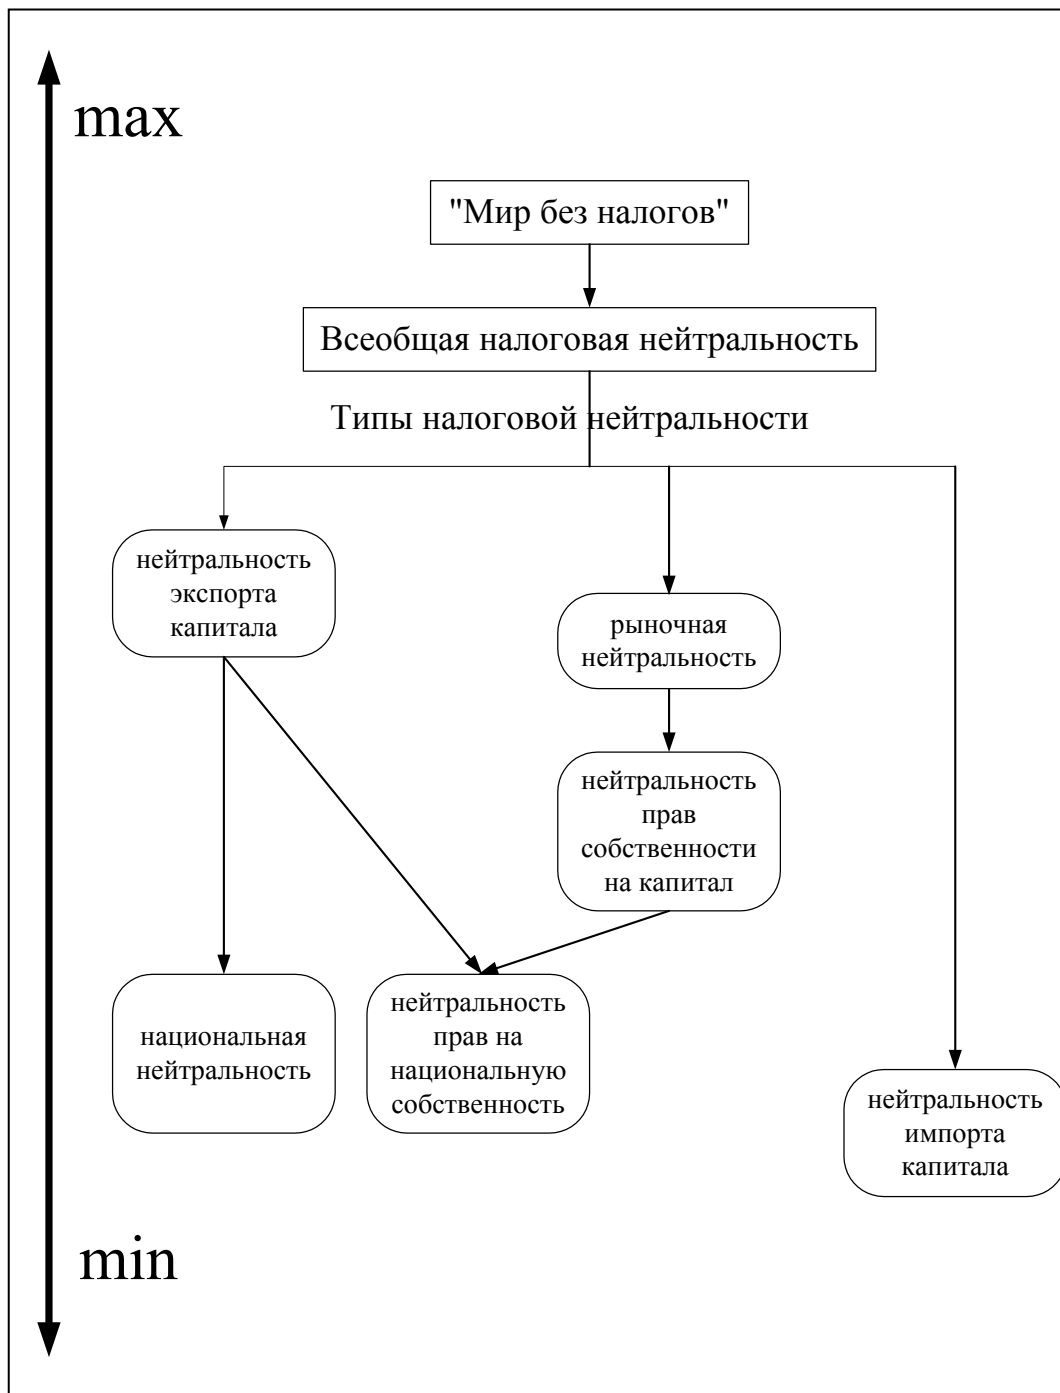 max
"Мир без налогов"
Всеобщая налоговая нейтральность
Типы налоговой нейтральности
нейтральность
экспорта
капитала
рыночная
нейтральность
нейтральность
прав
собственности
на капитал
национальная
нейтральность
нейтральность
прав на
национальную
собственность
нейтральность
импорта
капитала
min